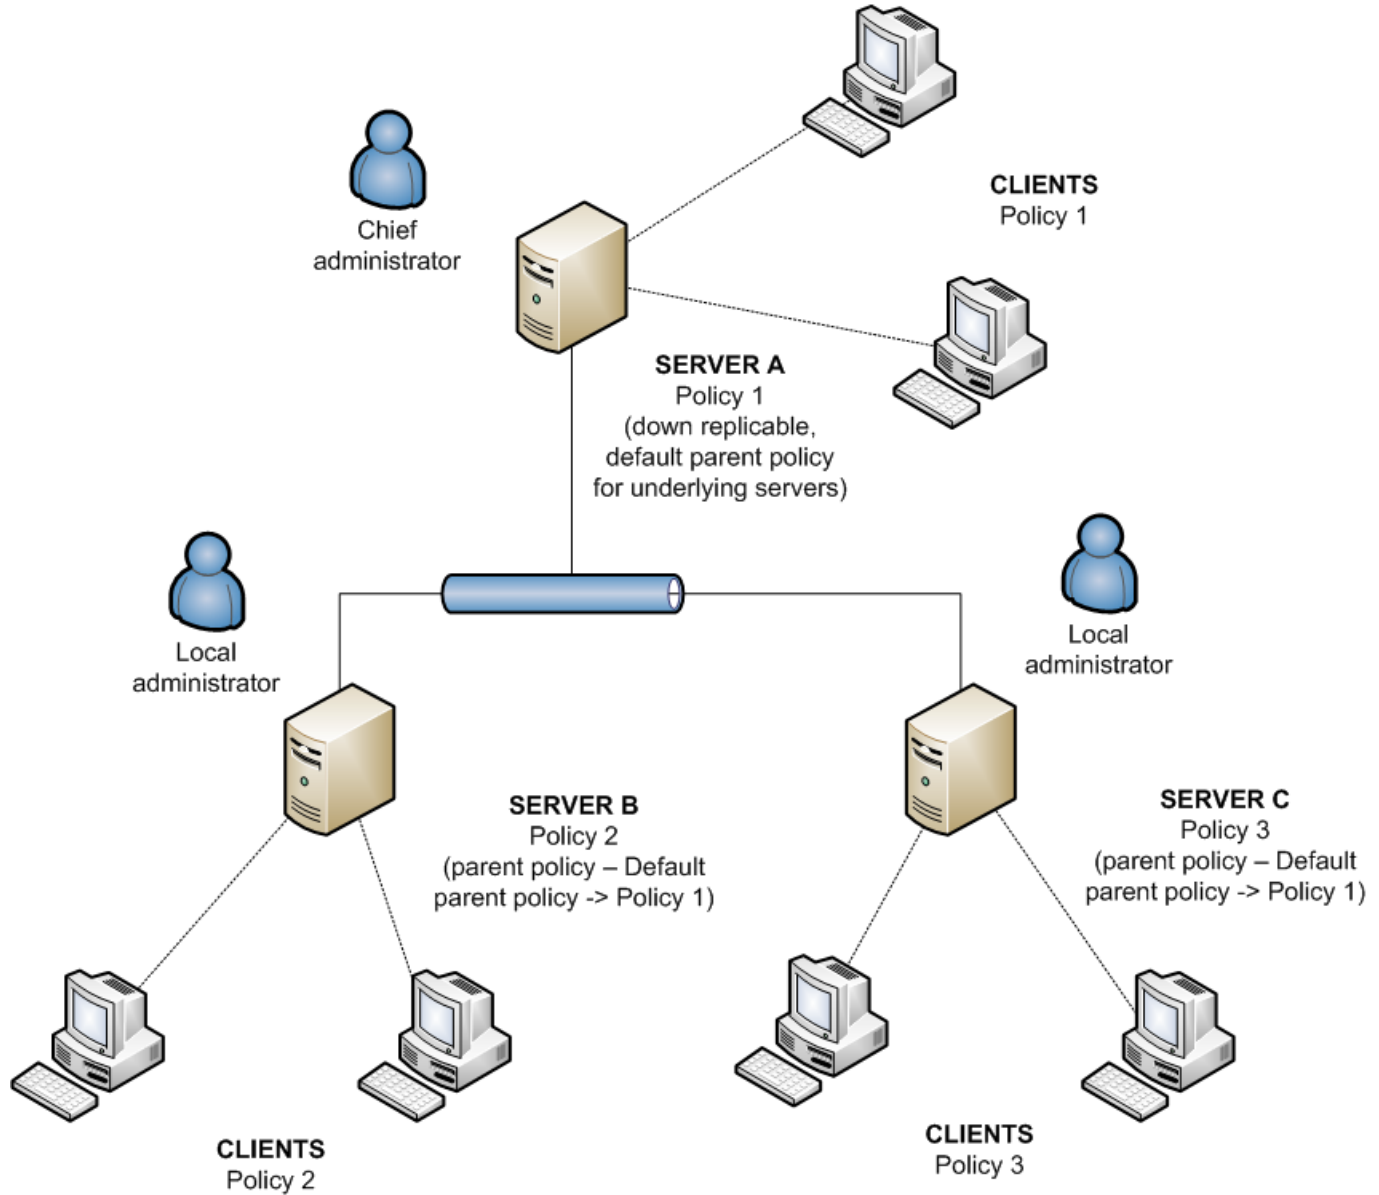 CLIENTS
Policy 1
Chief
administrator
SERVER A
Policy 1
(down replicable,
default parent policy
for underlying servers)
Local
administrator
Local
administrator
SERVER B
Policy 2
(parent policy – Default
parent policy -> Policy 1)
SERVER C
Policy 3
(parent policy – Default
parent policy -> Policy 1)
CLIENTS
Policy 2
CLIENTS
Policy 3